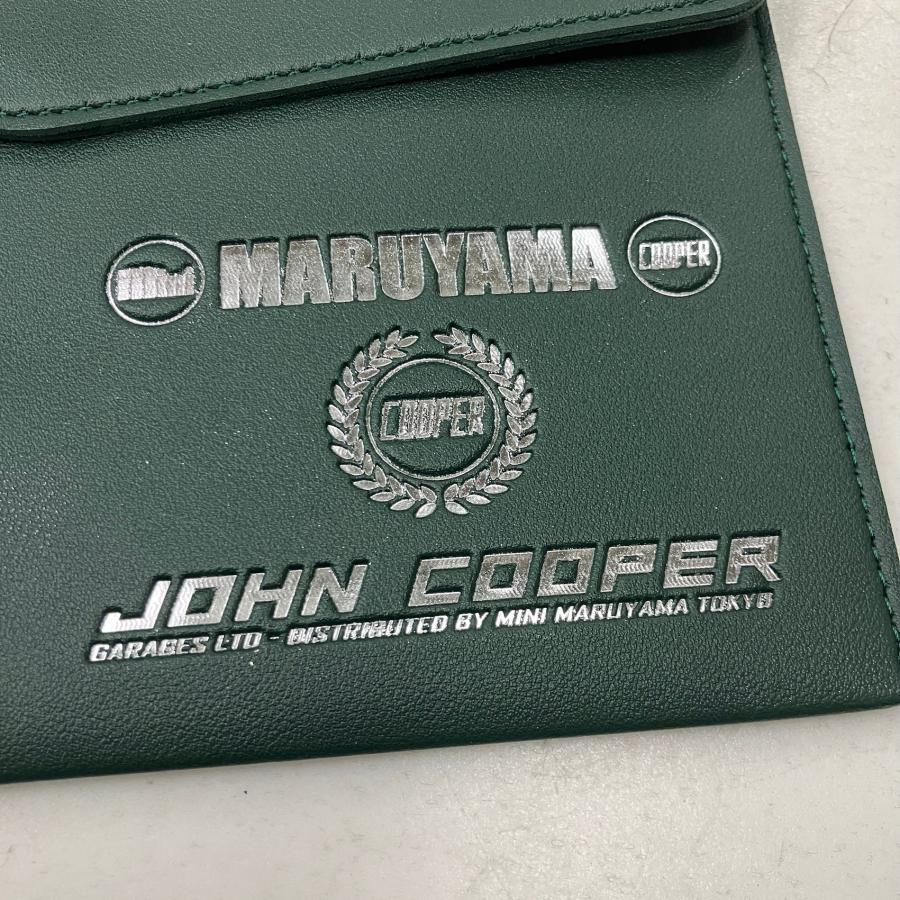 MARUYAMA COOPER
COOPER
JOHN COOPER
GARAGES LTD - DISTRIBUTED BY MINI MARUYAMA TOKYO